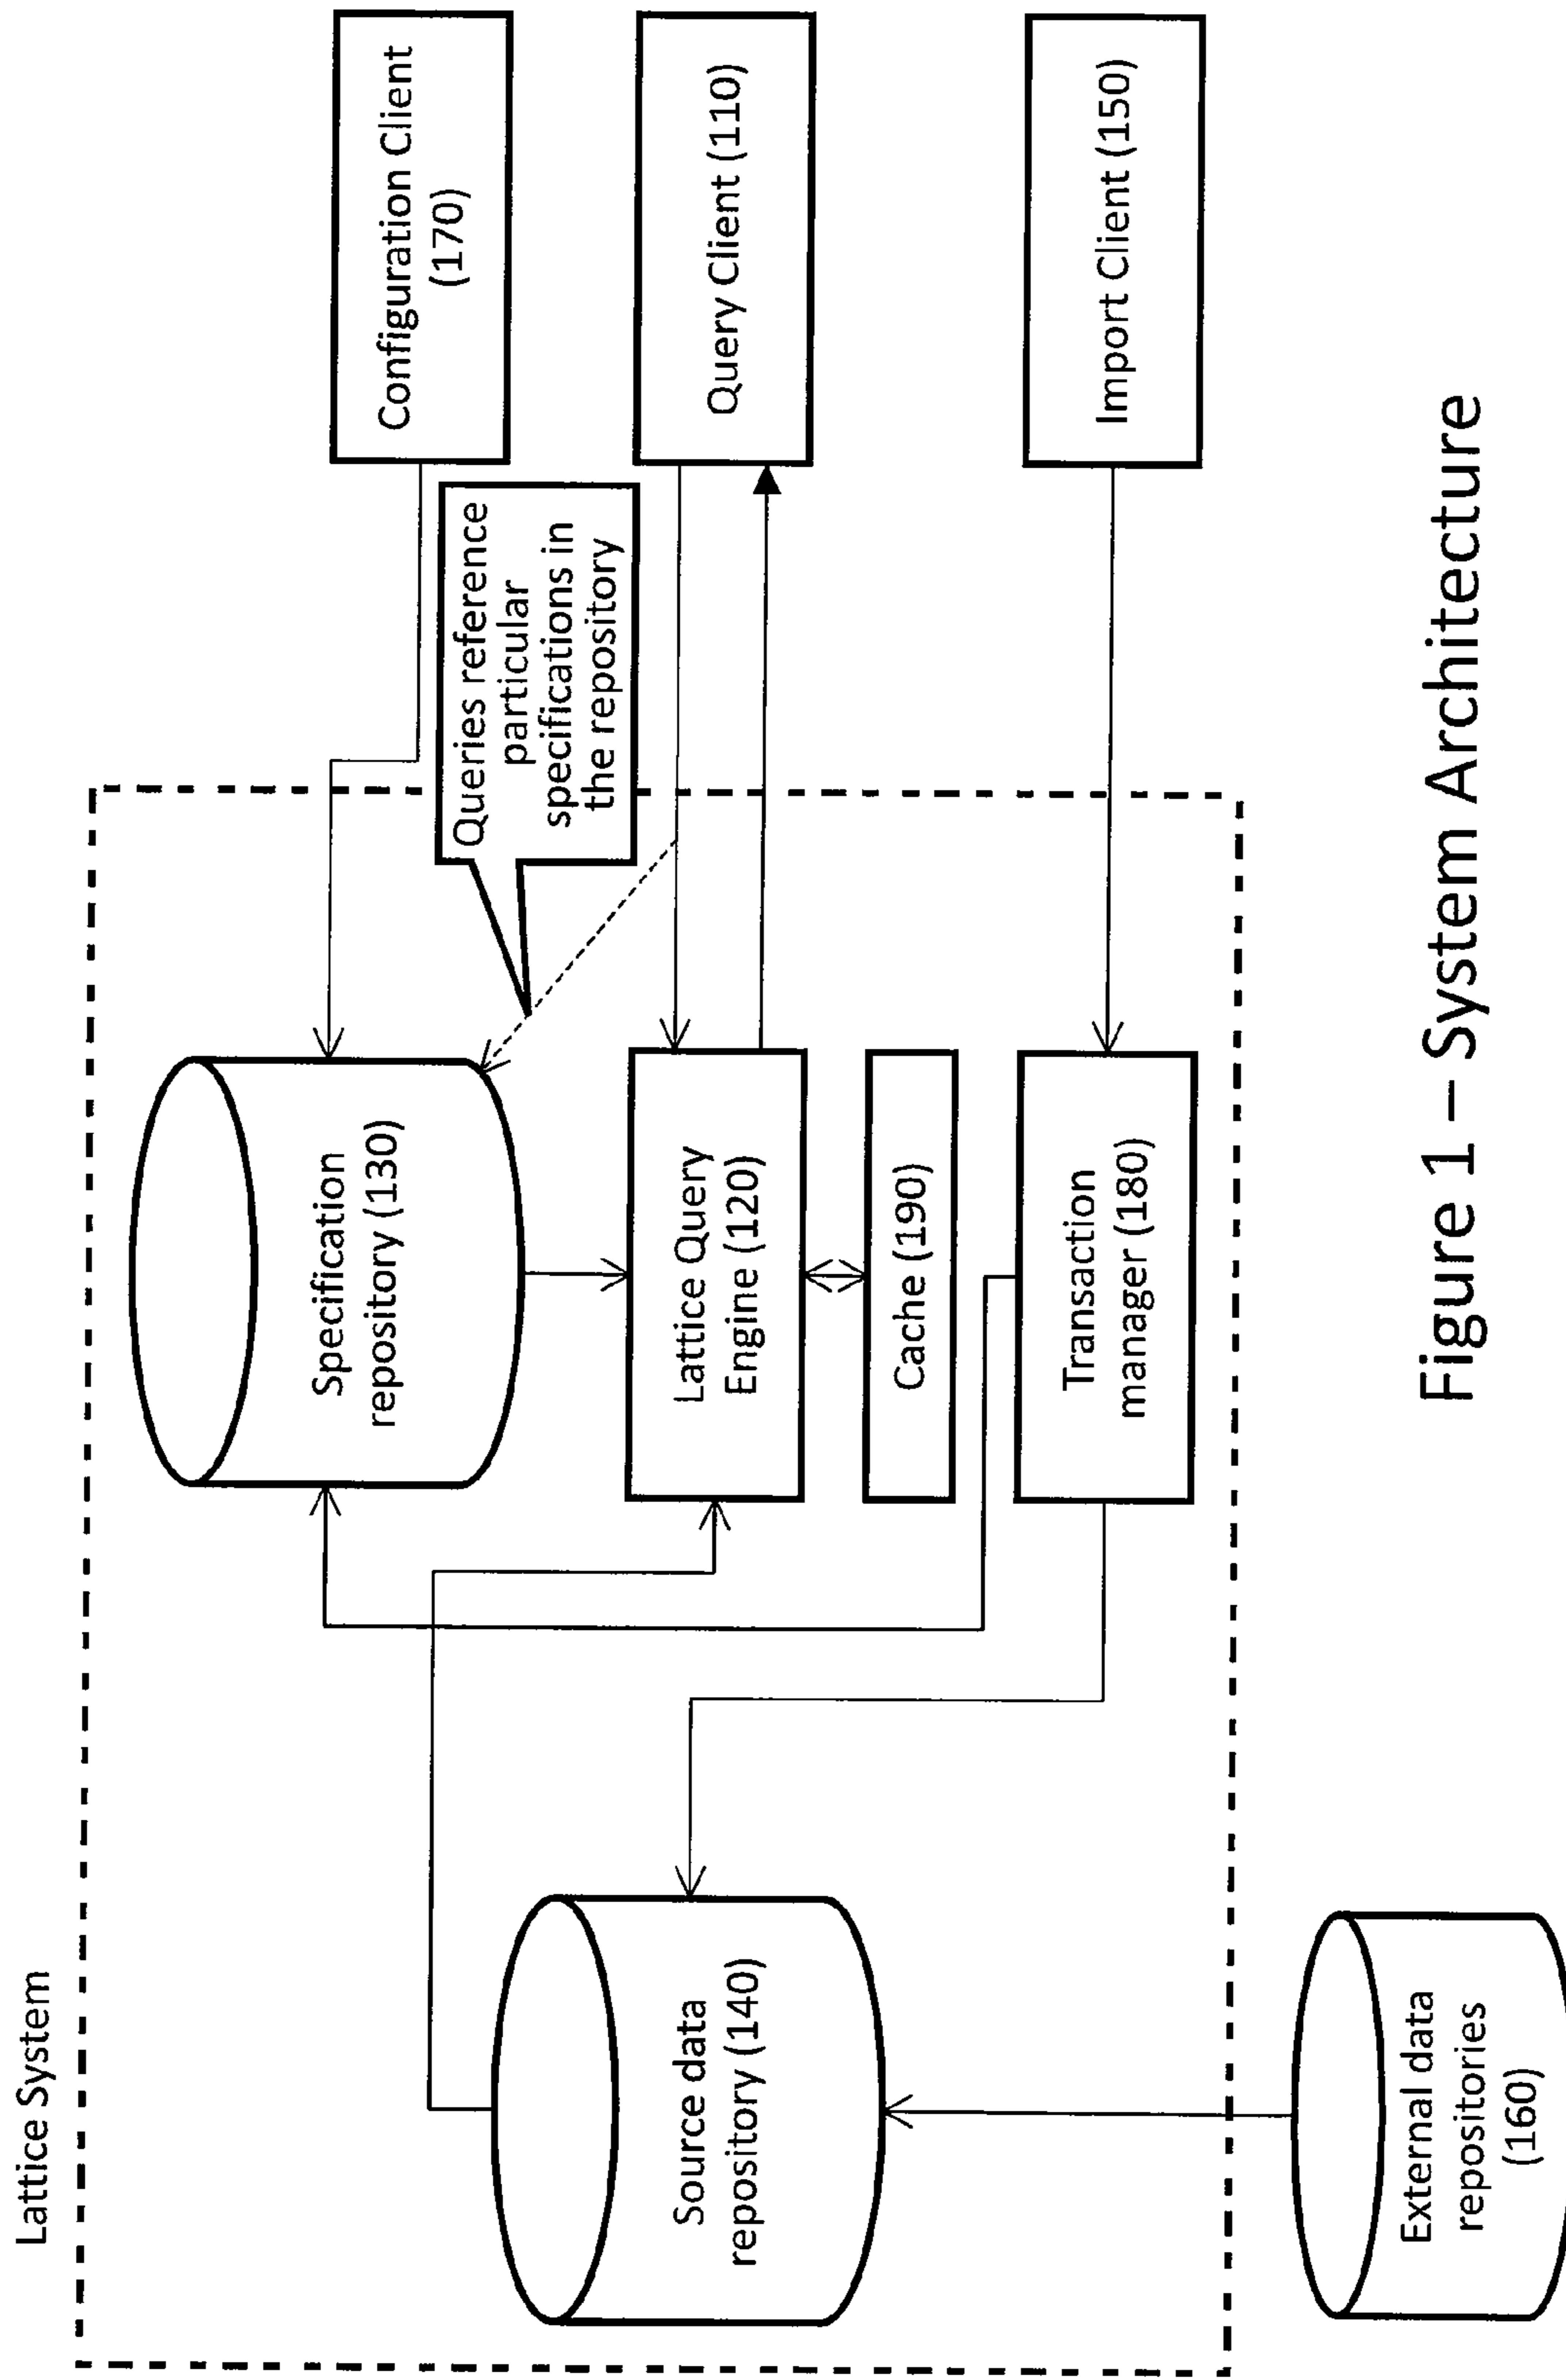 Lattice System
Configuration Client
(170)
Queries reference
particular
specifications in
the repository
Query Client (110)
Import Client (150)
Specification
repository (130)
Lattice Query
Engine (120)
Cache (190)
Transaction
manager (180)
Source data
repository (140)
External data
repositories
(160)
Figure 1 – System Architecture